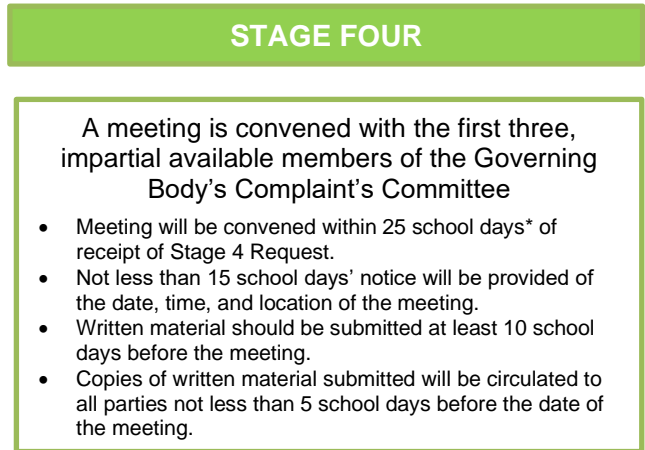 STAGE FOUR
A meeting is convened with the first three,
impartial available members of the Governing
Body's Complaint's Committee
• Meeting will be convened within 25 school days* of
receipt of Stage 4 Request.
• Not less than 15 school days' notice will be provided of
the date, time, and location of the meeting.
• Written material should be submitted at least 10 school
days before the meeting.
• Copies of written material submitted will be circulated to
all parties not less than 5 school days before the date of
the meeting.